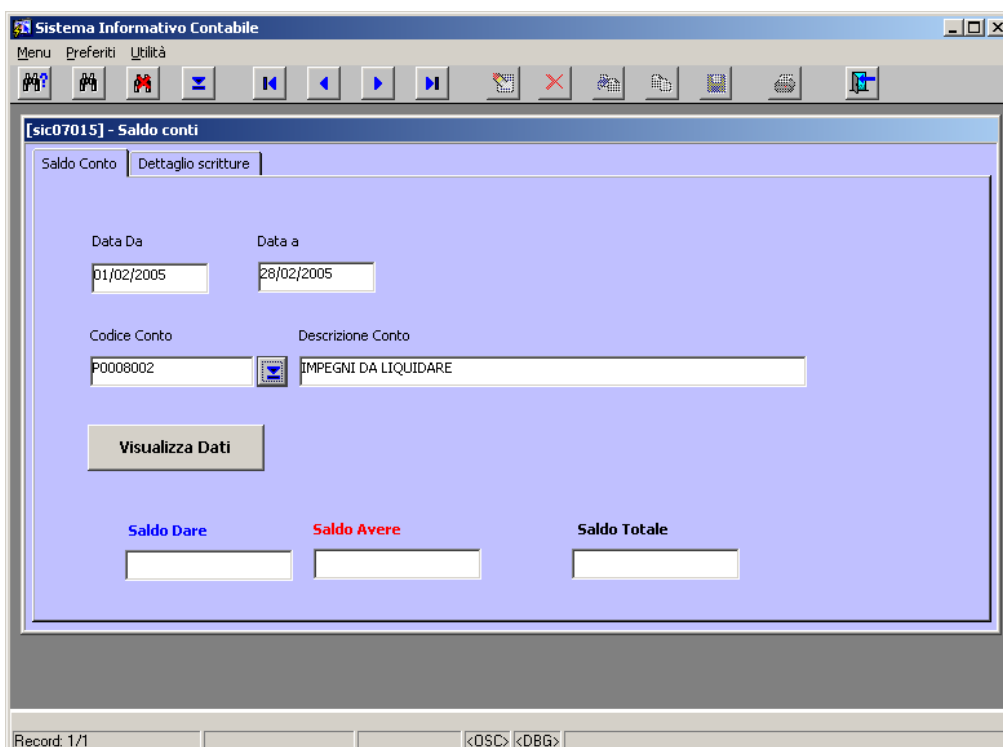 Sistema Informativo Contabile
Menu Preferiti Utilità
[sic07015] - Saldo conti
Saldo Conto Dettaglio scritture
Data Da Data a
01/02/2005 28/02/2005
Codice Conto Descrizione Conto
P0008002 IMPEGNI DA LIQUIDARE
Visualizza Dati
Saldo Dare Saldo Avere Saldo Totale
Record: 1/1 <OSC> <DBG>